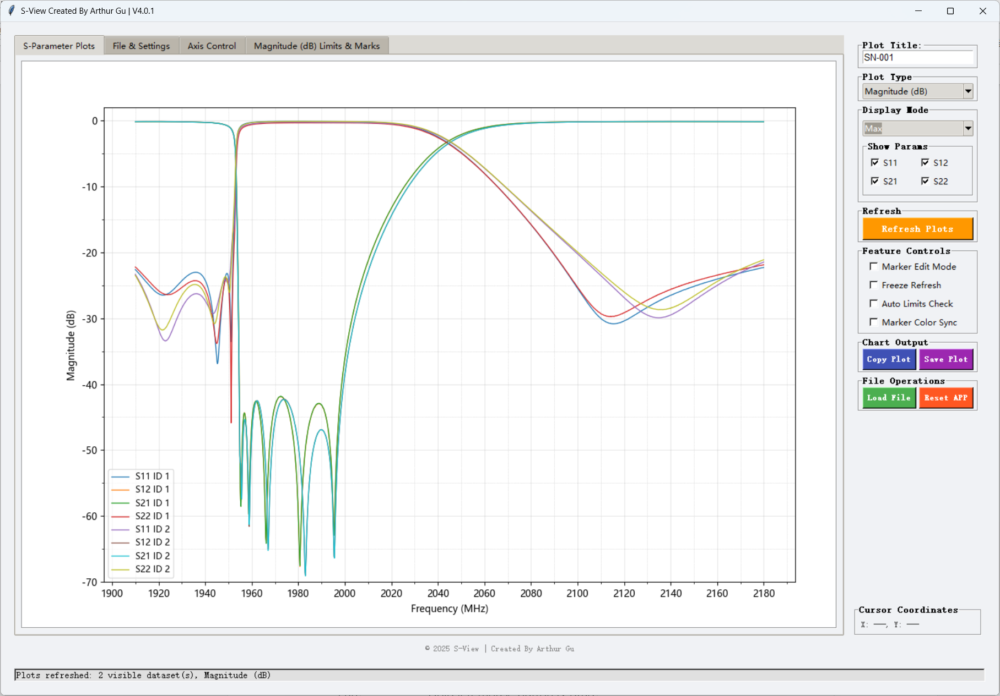 S-View Created By Arthur Gu | V4.0.1
S-Parameter Plots
File & Settings
Axis Control
Magnitude (dB) Limits & Marks
0
-10
-20
-30
-40
-50
-60
-70
Magnitude (dB)
S11 ID 1
S12 ID 1
S21 ID 1
S22 ID 1
S11 ID 2
S12 ID 2
S21 ID 2
S22 ID 2
1900 1920 1940 1960 1980 2000 2020 2040 2060 2080 2100 2120 2140 2160 2180
Frequency (MHz)
Plot Title:
SN-001
Plot Type
Magnitude (dB)
Display Mode
Max
Show Params
S11 S12
S21 S22
Refresh
Refresh Plots
Feature Controls
Marker Edit Mode
Freeze Refresh
Auto Limits Check
Marker Color Sync
Chart Output
Copy Plot Save Plot
File Operations
Load File Reset APP
Cursor Coordinates
X: ──, Y: ──
© 2025 S-View | Created By Arthur Gu
Plots refreshed: 2 visible dataset(s), Magnitude (dB)